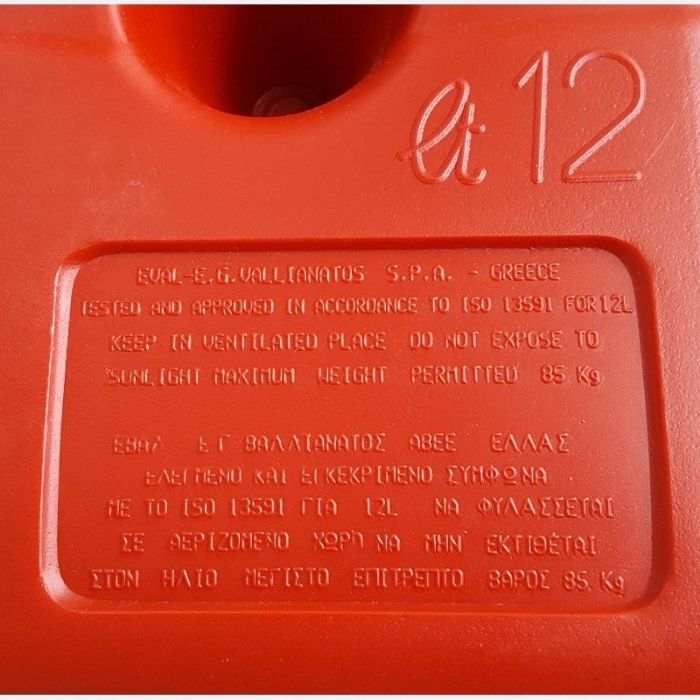 lt 12
EVAL-E.G.VALLIANATOS S.P.A. - GREECE
TESTED AND APPROVED IN ACCORDANCE TO ISO 13591 FOR 12L
KEEP IN VENTILATED PLACE DO NOT EXPOSE TO
SUNLIGHT MAXIMUM WEIGHT PERMITTED 85 Kg
ΕΒΑΛ Ε Γ ΒΑΛΛΙΑΝΑΤΟΣ ΑΒΕΕ ΕΛΛΑΣ
ΕΛΕΓΜΕΝΟ ΚΑΙ ΕΓΚΕΚΡΙΜΕΝΟ ΣΥΜΦΩΝΑ
ΜΕ ΤΟ ISO 13591 ΓΙΑ 12L ΝΑ ΦΥΛΑΣΣΕΤΑΙ
ΣΕ ΑΕΡΙΖΟΜΕΝΟ ΧΩΡΟ ΝΑ ΜΗΝ ΕΚΤΙΘΕΤΑΙ
ΣΤΟΝ ΗΛΙΟ ΜΕΓΙΣΤΟ ΕΠΙΤΡΕΠΤΟ ΒΑΡΟΣ 85 Kg